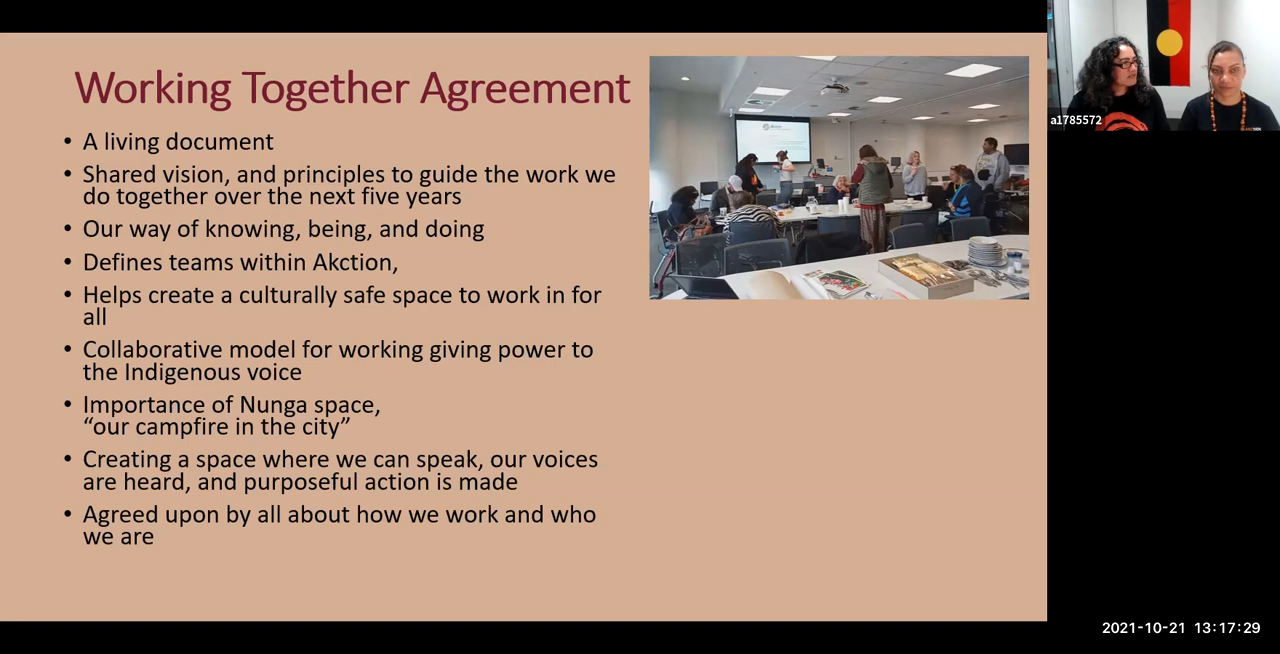 Working Together Agreement
• A living document
• Shared vision, and principles to guide the work we
do together over the next five years
• Our way of knowing, being, and doing
• Defines teams within Akction,
• Helps create a culturally safe space to work in for
all
• Collaborative model for working giving power to
the Indigenous voice
• Importance of Nunga space,
“our campfire in the city”
• Creating a space where we can speak, our voices
are heard, and purposeful action is made
• Agreed upon by all about how we work and who
we are
a1785572
2021-10-21 13:17:29